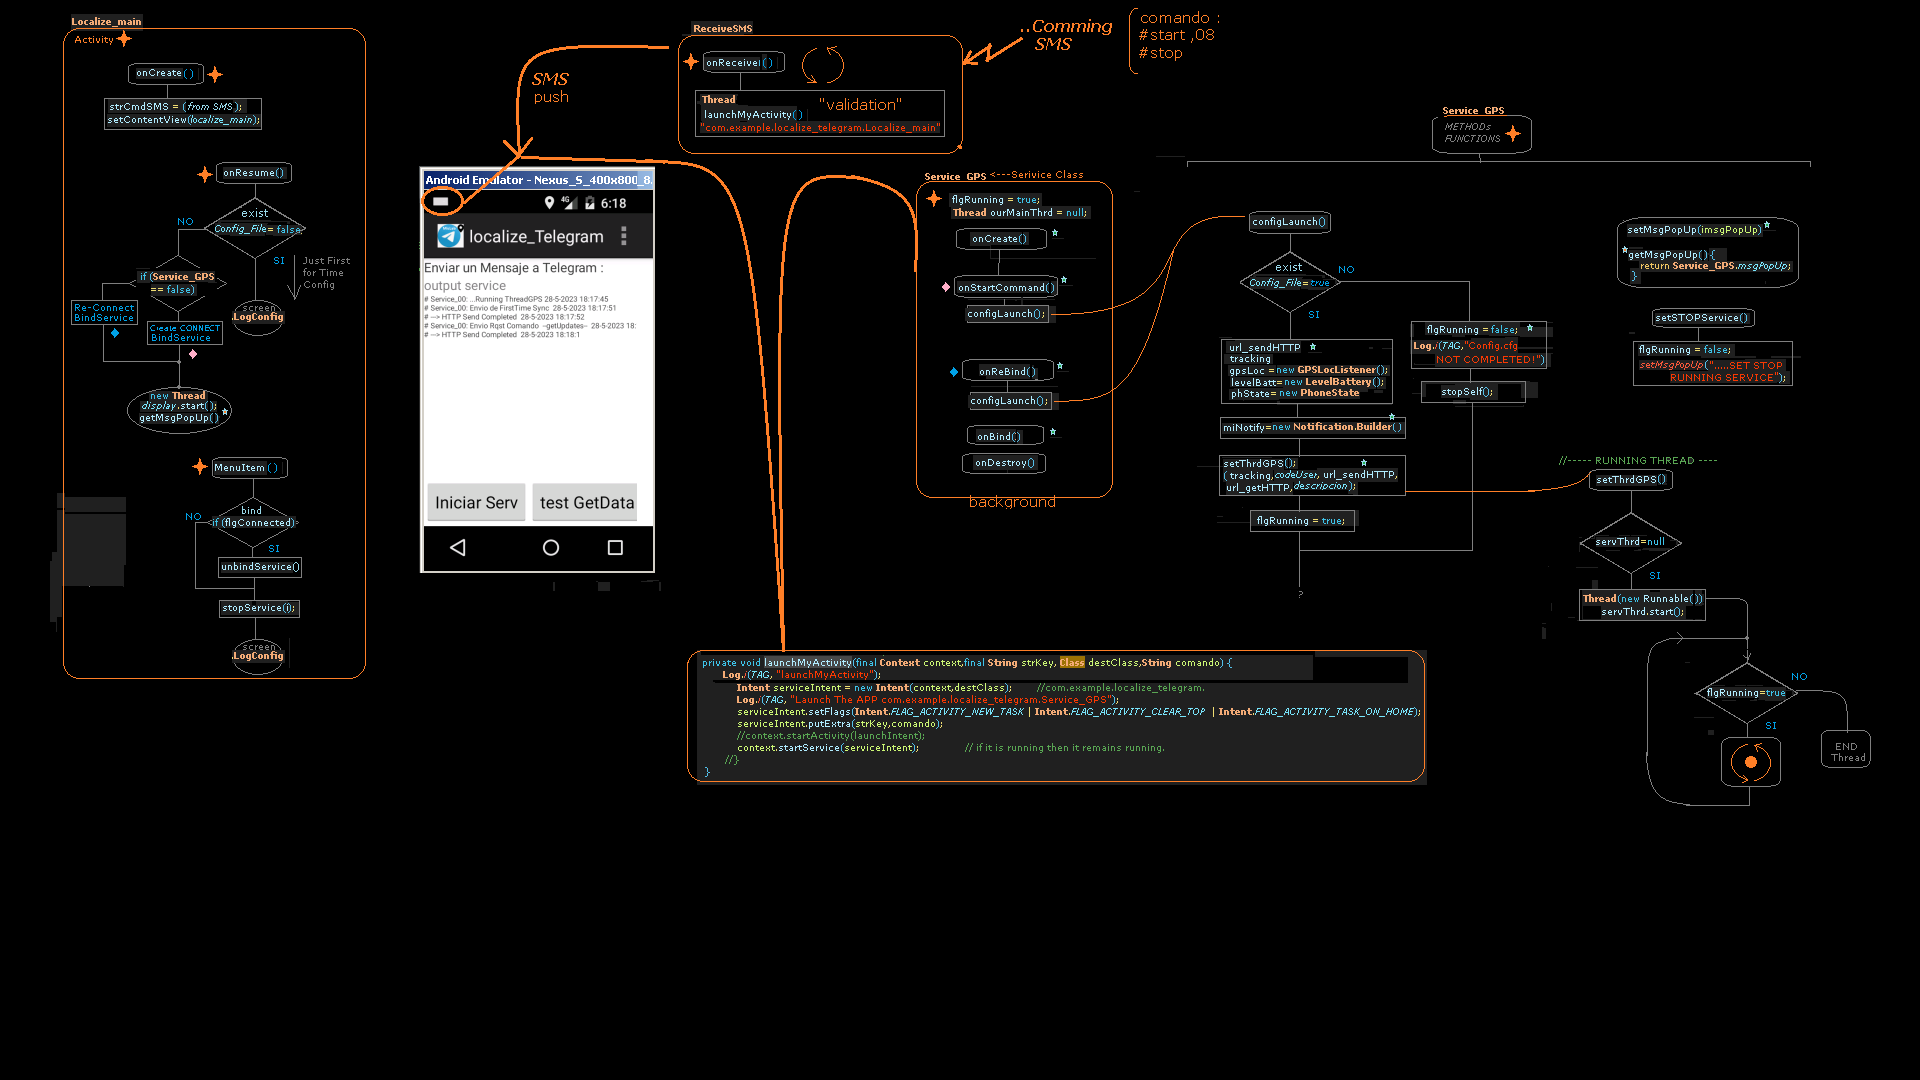 Localize_main
Activity
onCreate()
strCmdSMS = (from SMS);
setContentView(localize_main);
onResume()
exist
Config_File= false
NO
SI
Just First
for Time
Config
if (Service_GPS
== false)
Re-Connect
BindService
Create CONNECT
BindService
screen
.LogConfig
new Thread
display.start();
getMsgPopUp()
MenuItem ()
bind
if (flgConnected)
NO
SI
unbindService()
stopService(i);
screen
.LogConfig
SMS
push
ReceiveSMS
onReceive()
Thread
launchMyActivity()
"validation"
"com.example.localize_telegram.Localize_main"
..Comming
SMS
comando :
#start ,08
#stop
Android Emulator - Nexus_S_400x800_8.
4G
6:18
localize_Telegram
Enviar un Mensaje a Telegram :
output service
# Service_00: ...Running ThreadGPS 28-5-2023 18:17:45
# Service_00: Envio de FirstTime Sync 28-5-2023 18:17:51
# --> HTTP Send Completed 28-5-2023 18:17:52
# Service_00: Envio Rqst Comando --getUpdates-- 28-5-2023 18:
# --> HTTP Send Completed 28-5-2023 18:18:1
Iniciar Serv
test GetData
Service_GPS <---Serivice Class
flgRunning = true;
Thread ourMainThrd = null;
onCreate()
onStartCommand()
configLaunch();
onReBind()
configLaunch();
onBind()
onDestroy()
background
Service_GPS
METHODs
FUNCTIONS
configLaunch()
exist
Config_File=true
NO
SI
url_sendHTTP
tracking
gpsLoc = new GPSLocListener();
levelBatt= new LevelBattery();
phState= new PhoneState
miNotify=new Notification.Builder()
setThrdGPS();
( tracking,codeUser, url_sendHTTP,
url_getHTTP,descripcion);
flgRunning = true;
?
flgRunning = false;
Log.i(TAG,"Config.cfg
NOT COMPLETED!")
stopSelf();
setMsgPopUp(imsgPopUp)
getMsgPopUp(){
return Service_GPS.msgPopUp;
}
setSTOPService()
flgRunning = false;
setMsgPopUp(".....SET STOP
RUNNING SERVICE");
//----- RUNNING THREAD ----
setThrdGPS()
servThrd=null
SI
Thread(new Runnable())
servThrd.start();
flgRunning=true
NO
SI
END
Thread
private void launchMyActivity(final Context context,final String strKey, Class destClass,String comando) {
Log.i(TAG, "launchMyActivity");
Intent serviceIntent = new Intent(context,destClass); //com.example.localize_telegram.
Log.i(TAG, "Launch The APP com.example.localize_telegram.Service_GPS");
serviceIntent.setFlags(Intent.FLAG_ACTIVITY_NEW_TASK | Intent.FLAG_ACTIVITY_CLEAR_TOP | Intent.FLAG_ACTIVITY_TASK_ON_HOME);
serviceIntent.putExtra(strKey,comando);
//context.startActivity(launchIntent);
context.startService(serviceIntent); // if it is running then it remains running.
//}
}